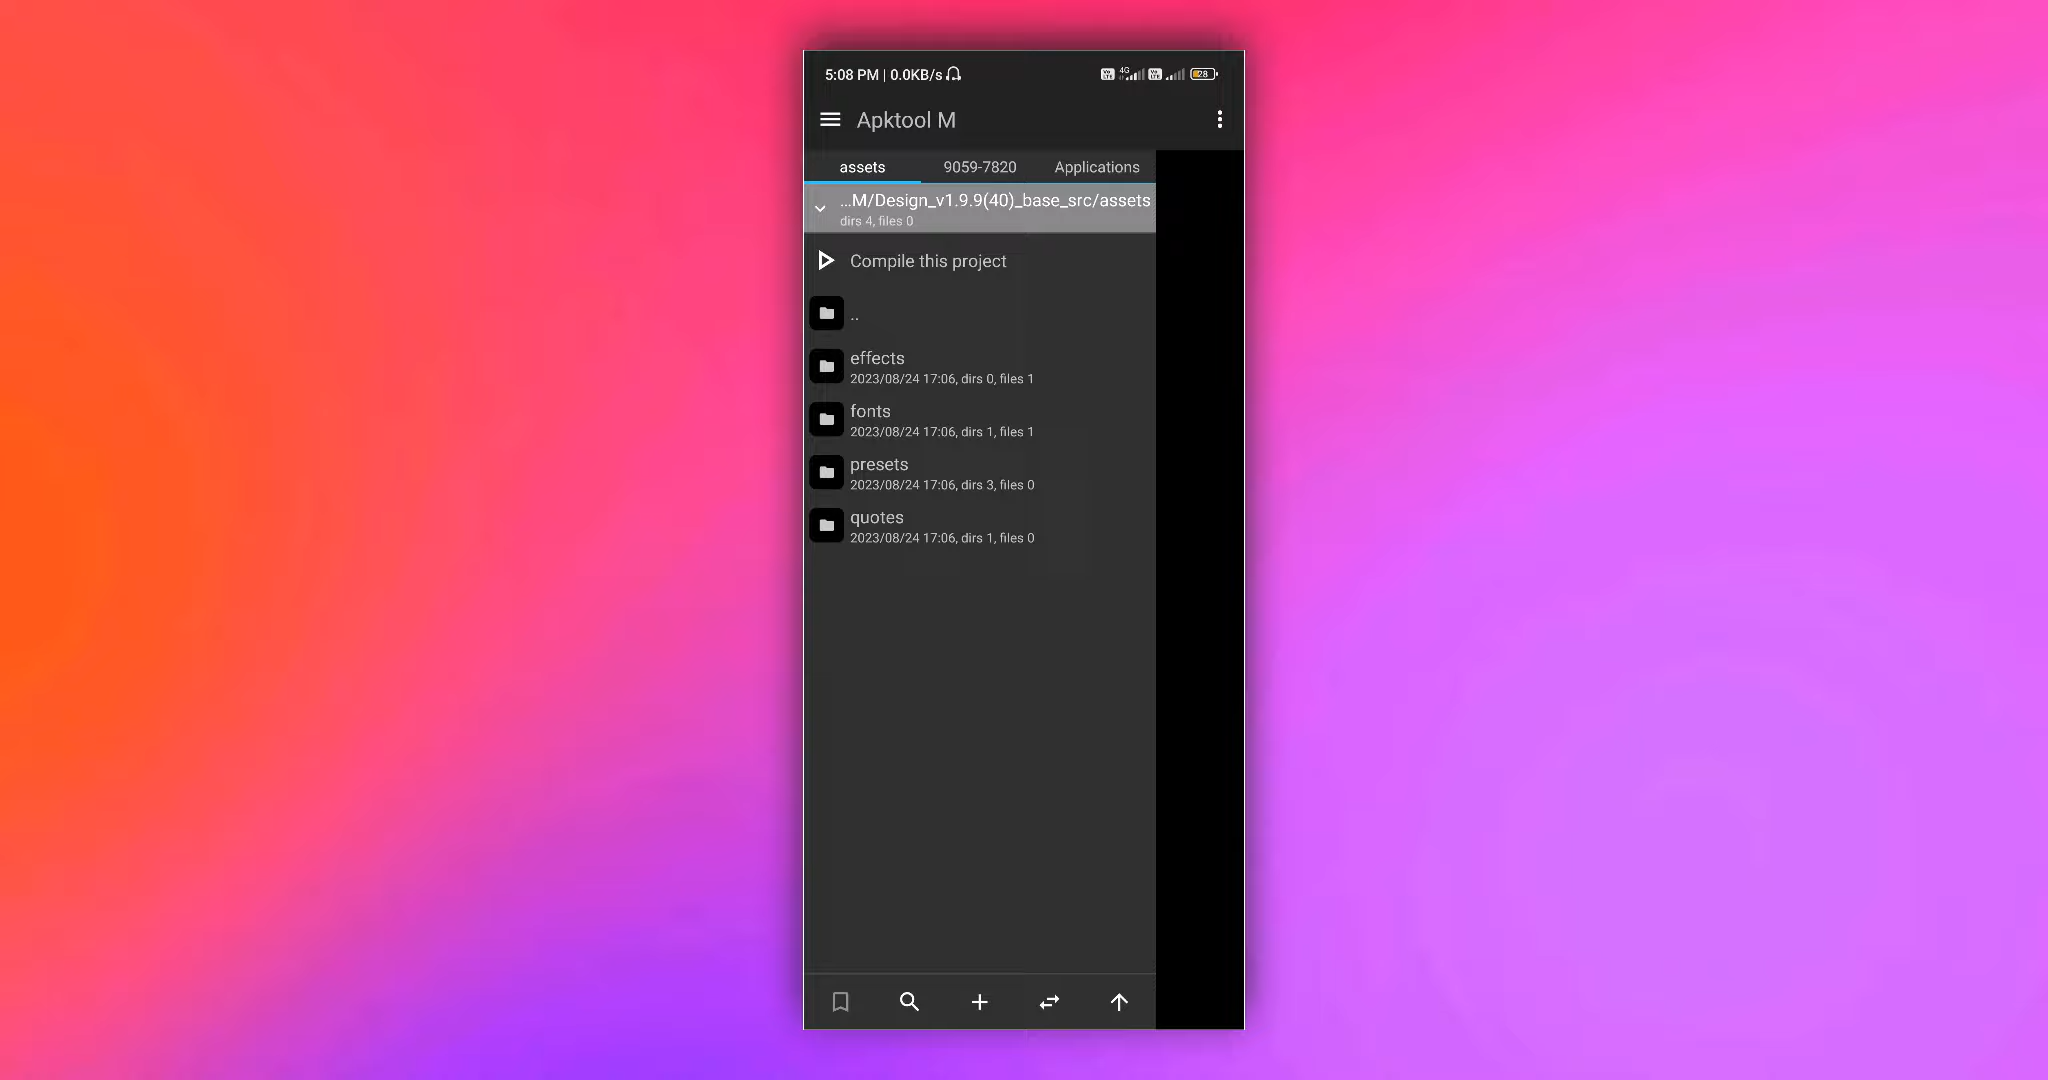 5:08 PM | 0.0KB/s
4G
28
Apktool M
assets 9059-7820 Applications
...M/Design_v1.9.9(40)_base_src/assets
dirs 4, files 0
Compile this project
..
effects
2023/08/24 17:06, dirs 0, files 1
fonts
2023/08/24 17:06, dirs 1, files 1
presets
2023/08/24 17:06, dirs 3, files 0
quotes
2023/08/24 17:06, dirs 1, files 0